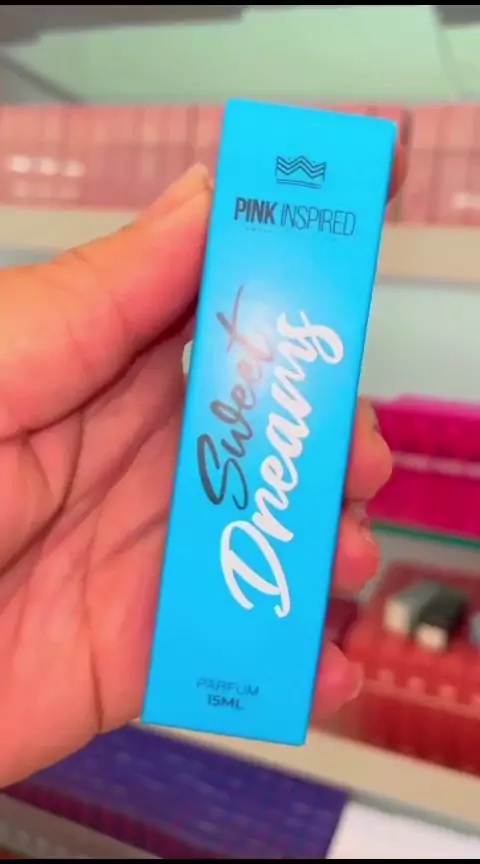 PINK INSPIRED
Sweet
Dreams
PARFUM
15ML